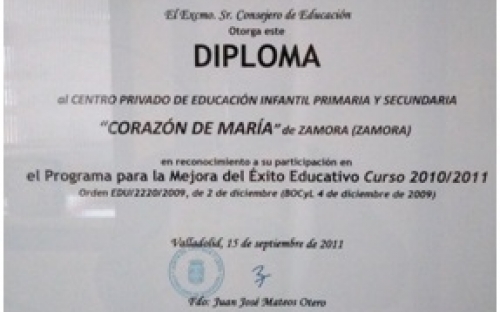 El Excmo. Sr. Consejero de Educación
Otorga este
DIPLOMA
al CENTRO PRIVADO DE EDUCACIÓN INFANTIL PRIMARIA Y SECUNDARIA
"CORAZÓN DE MARÍA" de ZAMORA (ZAMORA)
en reconocimiento a su participación en
el Programa para la Mejora del Éxito Educativo Curso 2010/2011
Orden EDU/2220/2009, de 2 de diciembre (BOCyL 4 de diciembre de 2009)
Valladolid, 15 de septiembre de 2011
Fdo: Juan José Mateos Otero